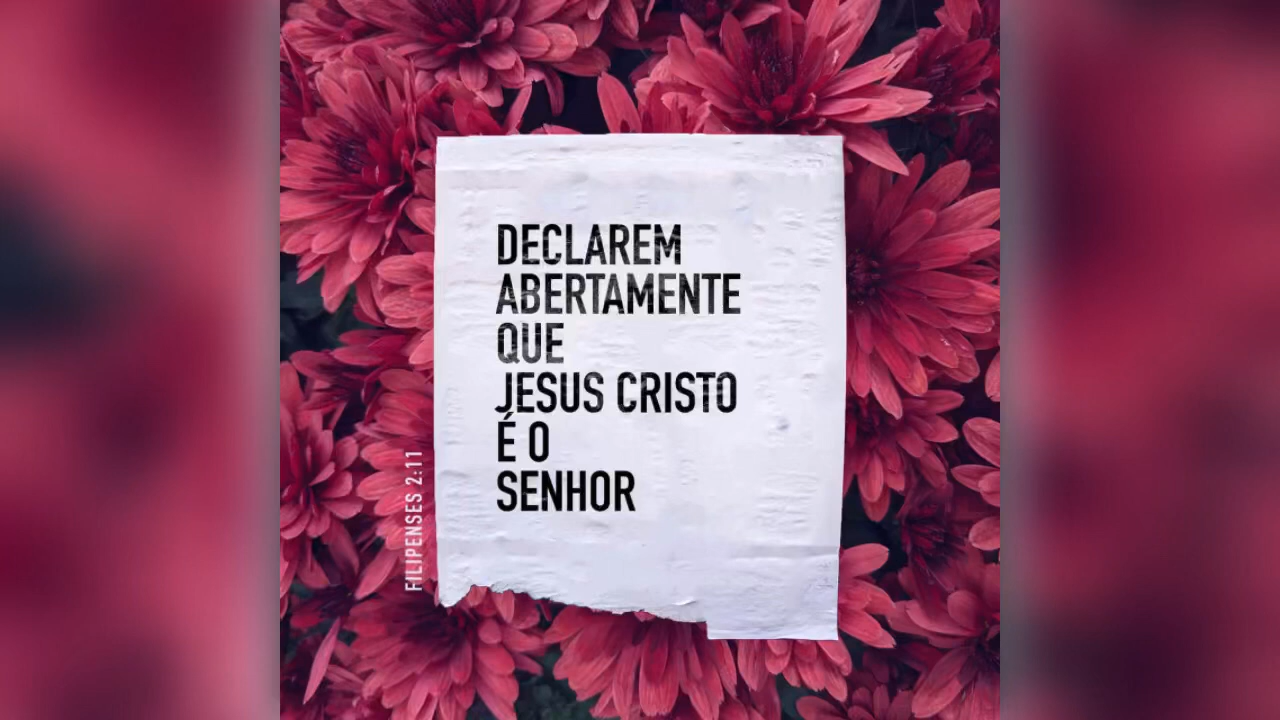 DECLAREM
ABERTAMENTE
QUE
JESUS CRISTO
É O
SENHOR
FILIPENSES 2:11